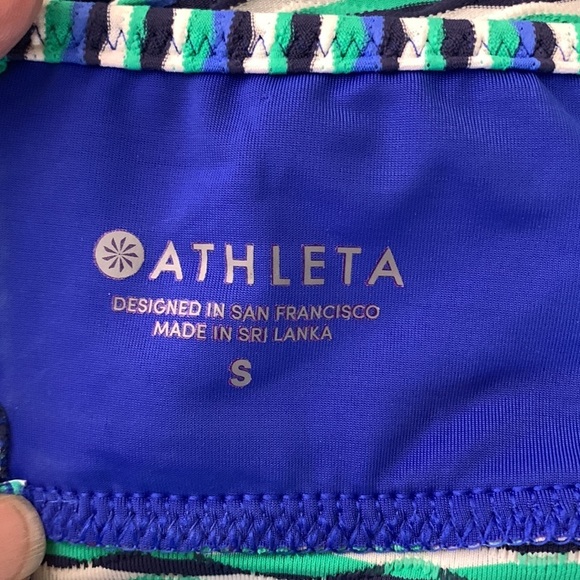 ATHLETA
DESIGNED IN SAN FRANCISCO
MADE IN SRI LANKA
S